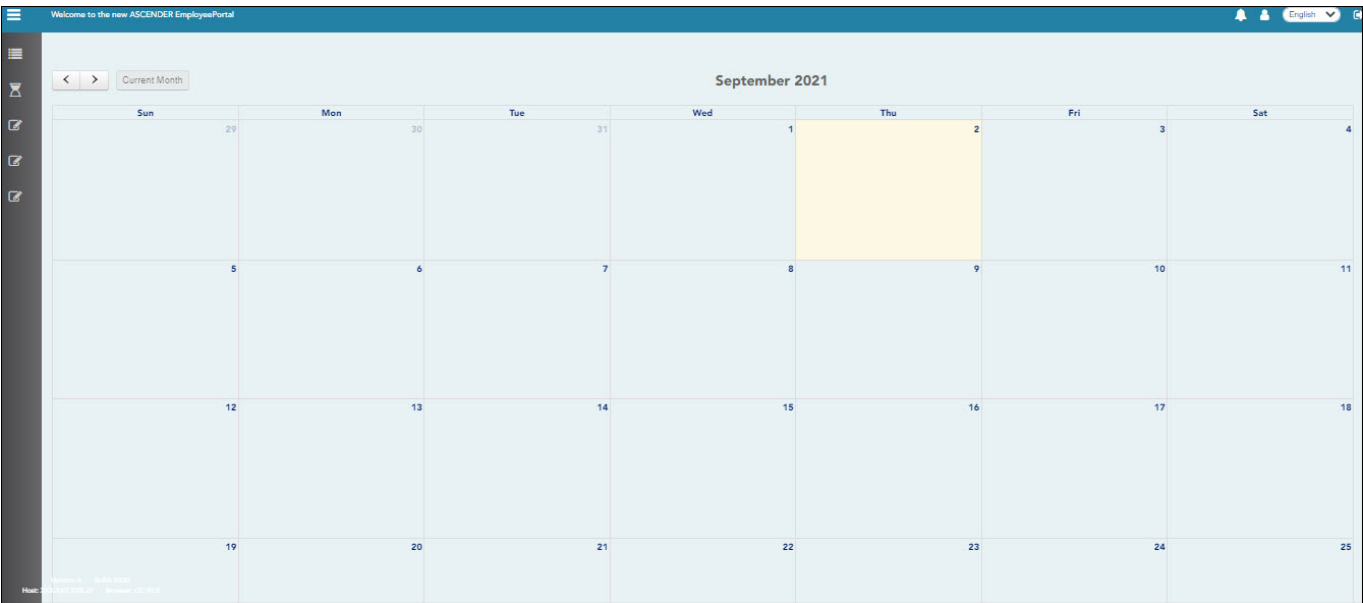 Welcome to the new ASCENDER EmployeePortal English
Current Month September 2021
Sun Mon Tue Wed Thu Fri Sat
29 30 31 1 2 3 4
5 6 7 8 9 10 11
12 13 14 15 16 17 18
19 20 21 22 23 24 25
Host: